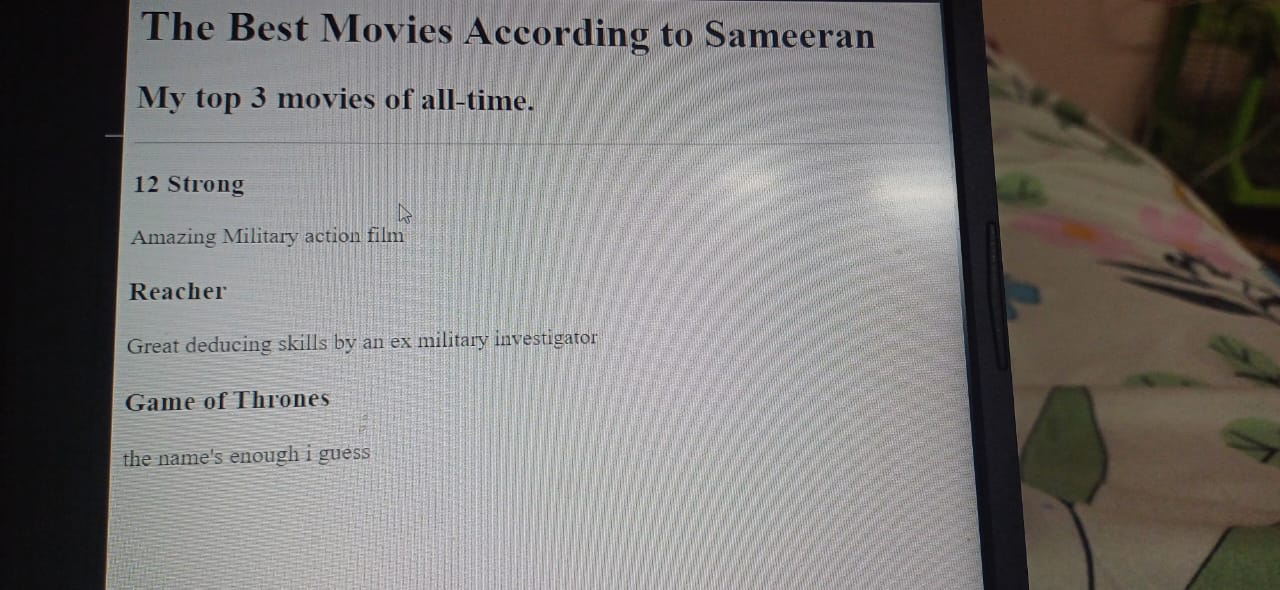 The Best Movies According to Sameeran
My top 3 movies of all-time.
12 Strong
Amazing Military action film
Reacher
Great deducing skills by an ex military investigator
Game of Thrones
the name's enough i guess